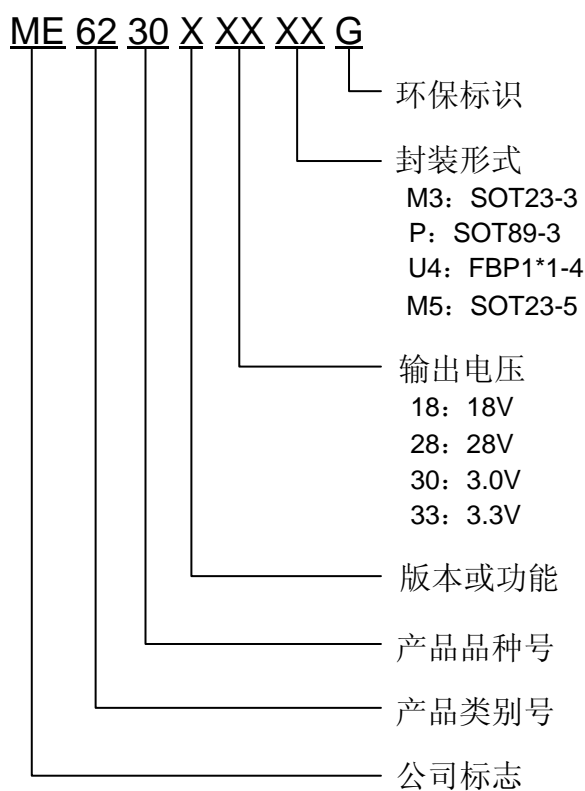 ME 62 30 X XX XX G
环保标识
封装形式
M3：SOT23-3
P：SOT89-3
U4：FBP1*1-4
M5：SOT23-5
输出电压
18：18V
28：28V
30：3.0V
33：3.3V
版本或功能
产品品种号
产品类别号
公司标志